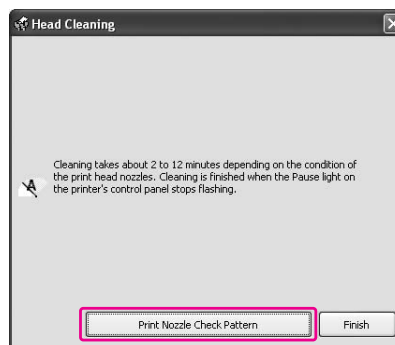 Head Cleaning
Cleaning takes about 2 to 12 minutes depending on the condition of
the print head nozzles. Cleaning is finished when the Pause light on
the printer's control panel stops flashing.
Print Nozzle Check Pattern
Finish